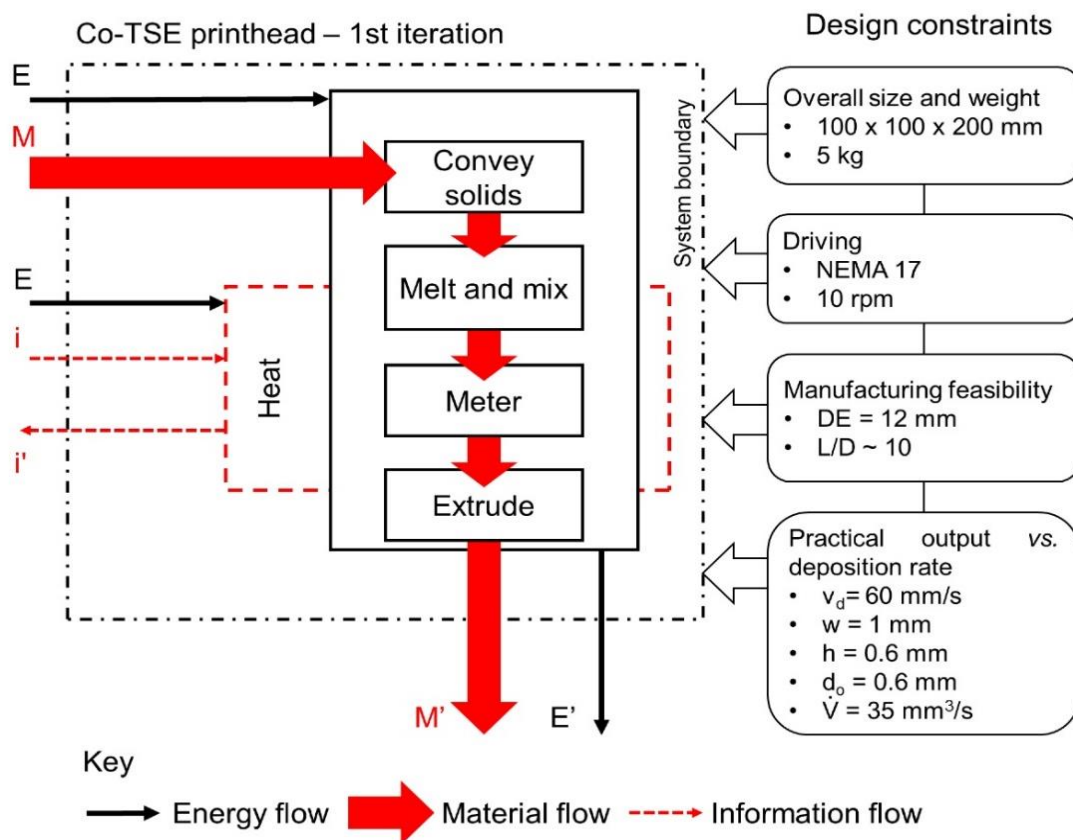 Co-TSE printhead – 1st iteration
Design constraints
E
M
E
i
i'
Convey
solids
Melt and mix
Meter
Extrude
Heat
System boundary
M’
E’
Overall size and weight
• 100 x 100 x 200 mm
• 5 kg
Driving
• NEMA 17
• 10 rpm
Manufacturing feasibility
• DE = 12 mm
• L/D ~ 10
Practical output vs.
deposition rate
• v_d= 60 mm/s
• w = 1 mm
• h = 0.6 mm
• d_o = 0.6 mm
• V̇ = 35 mm³/s
Key
Energy flow
Material flow
Information flow